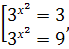 [3^{x^2} = 3
[3^{x^2} = 9,